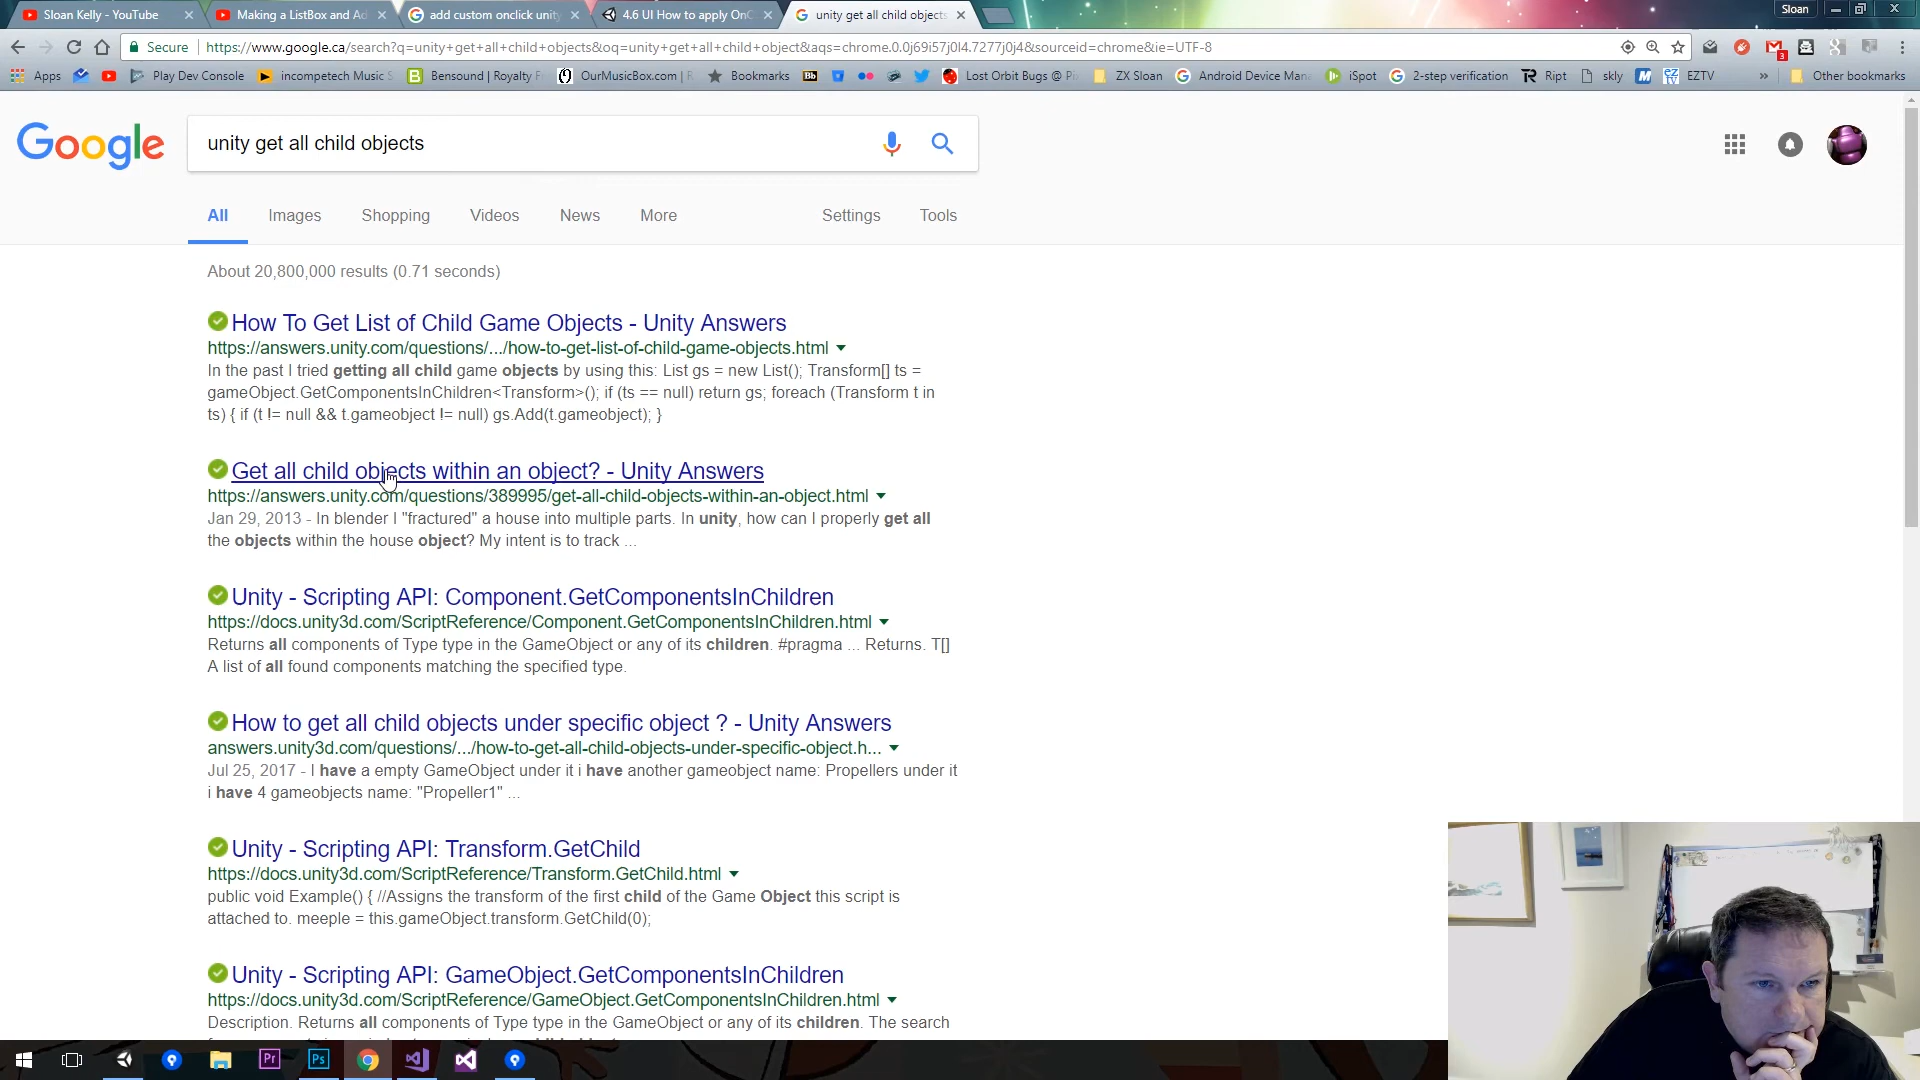 Sloan Kelly - YouTube
Making a ListBox and Ad
add custom onclick unity
4.6 UI How to apply OnC
unity get all child objects
Sloan
Secure
https://www.google.ca/search?q=unity+get+all+child+objects&oq=unity+get+all+child+object&aqs=chrome.0.0j69i57j0l4.7277j0j4&sourceid=chrome&ie=UTF-8
3
Apps
Play Dev Console
incompetech Music S
Bensound | Royalty F
OurMusicBox.com | R
Bookmarks
Bb
Lost Orbit Bugs @ Pi
ZX Sloan
Android Device Mana
iSpot
2-step verification
Ript
skly
EZTV
»
Other bookmarks
Google
unity get all child objects
All
Images
Shopping
Videos
News
More
Settings
Tools
About 20,800,000 results (0.71 seconds)
How To Get List of Child Game Objects - Unity Answers
https://answers.unity.com/questions/.../how-to-get-list-of-child-game-objects.html
In the past I tried getting all child game objects by using this: List gs = new List(); Transform[] ts =
gameObject.GetComponentsInChildren<Transform>(); if (ts == null) return gs; foreach (Transform t in
ts) { if (t != null && t.gameobject != null) gs.Add(t.gameobject); }
Get all child objects within an object? - Unity Answers
https://answers.unity.com/questions/389995/get-all-child-objects-within-an-object.html
Jan 29, 2013 - In blender I "fractured" a house into multiple parts. In unity, how can I properly get all
the objects within the house object? My intent is to track ...
Unity - Scripting API: Component.GetComponentsInChildren
https://docs.unity3d.com/ScriptReference/Component.GetComponentsInChildren.html
Returns all components of Type type in the GameObject or any of its children. #pragma ... Returns. T[]
A list of all found components matching the specified type.
How to get all child objects under specific object ? - Unity Answers
answers.unity3d.com/questions/.../how-to-get-all-child-objects-under-specific-object.h...
Jul 25, 2017 - I have a empty GameObject under it i have another gameobject name: Propellers under it
i have 4 gameobjects name: "Propeller1" ...
Unity - Scripting API: Transform.GetChild
https://docs.unity3d.com/ScriptReference/Transform.GetChild.html
public void Example() { //Assigns the transform of the first child of the Game Object this script is
attached to. meeple = this.gameObject.transform.GetChild(0);
Unity - Scripting API: GameObject.GetComponentsInChildren
https://docs.unity3d.com/ScriptReference/GameObject.GetComponentsInChildren.html
Description. Returns all components of Type type in the GameObject or any of its children. The search
Pr
Ps